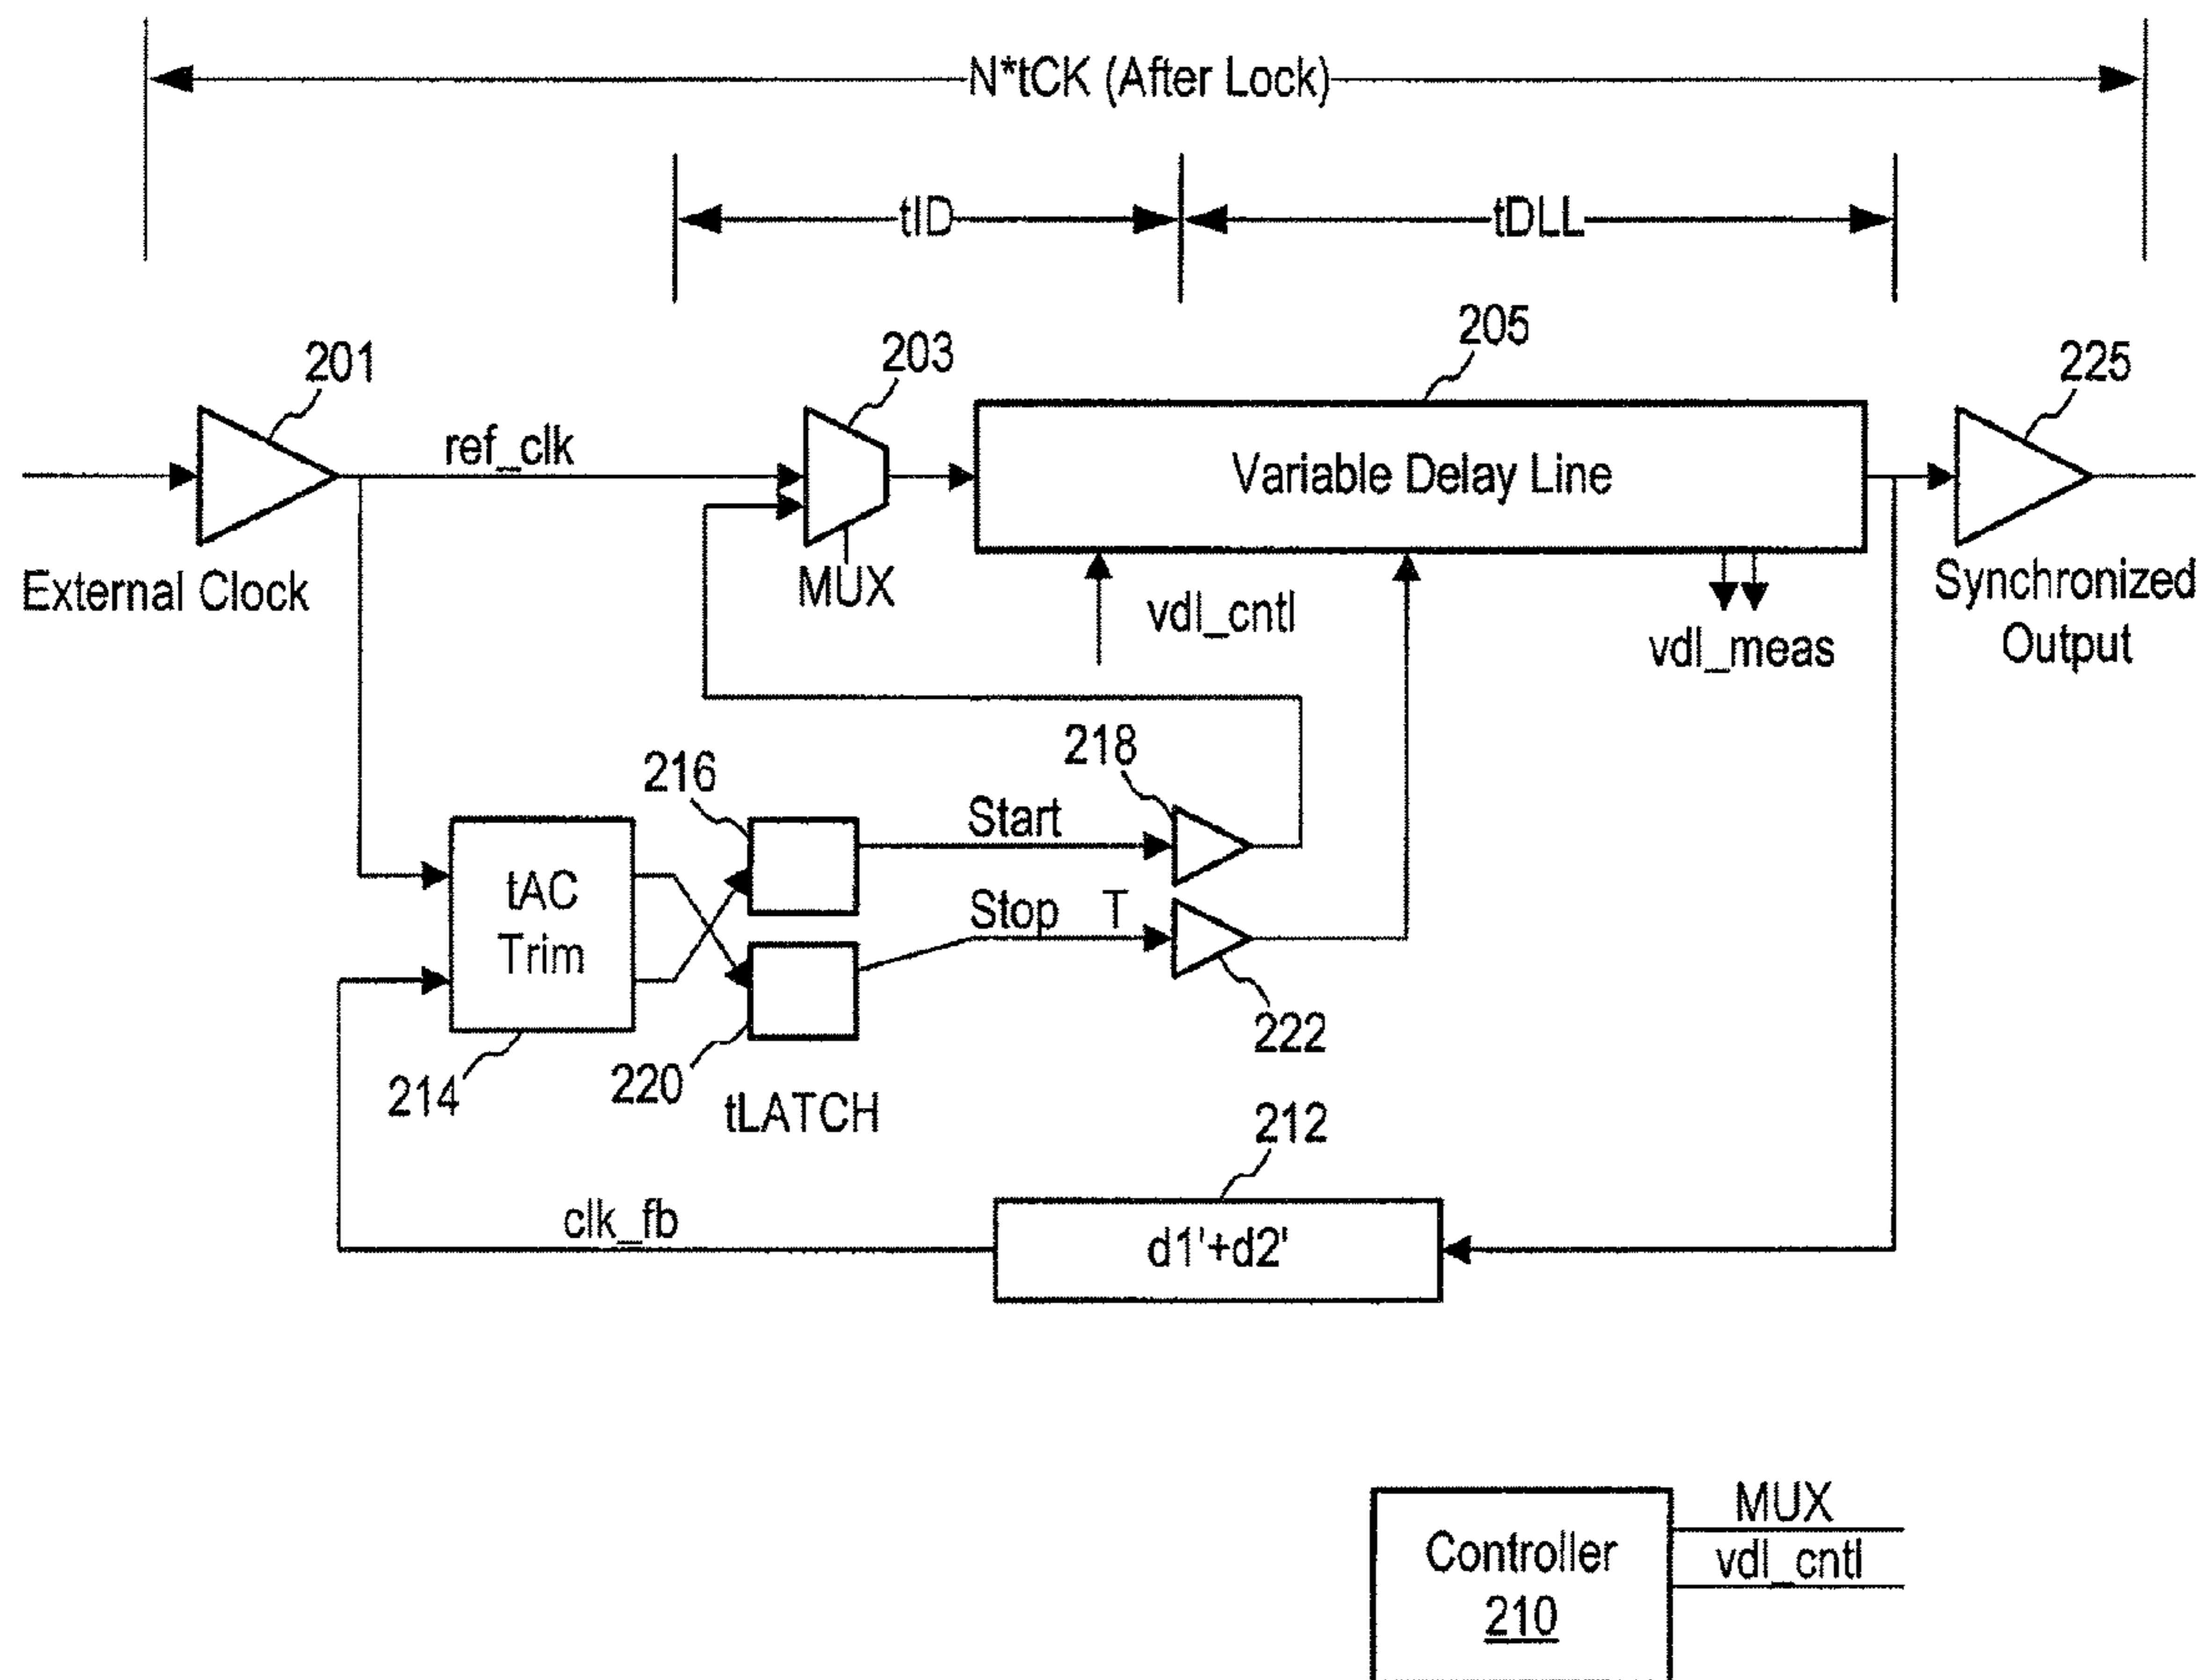 N*tCK (After Lock)
tID
tDLL
201
203
205
225
ref_clk
Variable Delay Line
External Clock
MUX
vdl_cntl
vdl_meas
Synchronized
Output
216
218
Start
tAC
Trim
Stop T
214
220
222
tLATCH
212
clk_fb
d1'+d2'
Controller
210
MUX
vdl_cntl